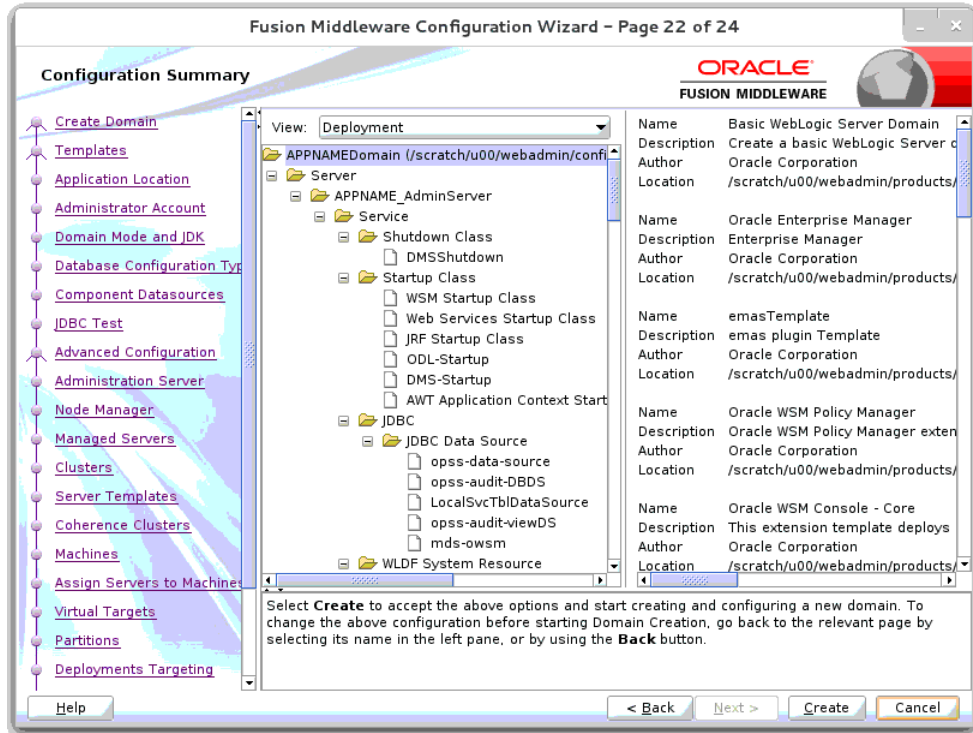 Fusion Middleware Configuration Wizard - Page 22 of 24
Configuration Summary
ORACLE
FUSION MIDDLEWARE
Create Domain
Templates
Application Location
Administrator Account
Domain Mode and JDK
Database Configuration Typ
Component Datasources
JDBC Test
Advanced Configuration
Administration Server
Node Manager
Managed Servers
Clusters
Server Templates
Coherence Clusters
Machines
Assign Servers to Machines
Virtual Targets
Partitions
Deployments Targeting
View: Deployment
APPNAMEDomain (/scratch/u00/webadmin/confi
Server
APPNAME_AdminServer
Service
Shutdown Class
DMSShutdown
Startup Class
WSM Startup Class
Web Services Startup Class
JRF Startup Class
ODL-Startup
DMS-Startup
AWT Application Context Start
JDBC
JDBC Data Source
opss-data-source
opss-audit-DBDS
LocalSvcTblDataSource
opss-audit-viewDS
mds-owsm
WLDF System Resource
Name Basic WebLogic Server Domain
Description Create a basic WebLogic Server d
Author Oracle Corporation
Location /scratch/u00/webadmin/products/
Name Oracle Enterprise Manager
Description Enterprise Manager
Author Oracle Corporation
Location /scratch/u00/webadmin/products/
Name emasTemplate
Description emas plugin Template
Author Oracle Corporation
Location /scratch/u00/webadmin/products/
Name Oracle WSM Policy Manager
Description Oracle WSM Policy Manager exten
Author Oracle Corporation
Location /scratch/u00/webadmin/products/
Name Oracle WSM Console - Core
Description This extension template deploys
Author Oracle Corporation
Location /scratch/u00/webadmin/products/
Select Create to accept the above options and start creating and configuring a new domain. To
change the above configuration before starting Domain Creation, go back to the relevant page by
selecting its name in the left pane, or by using the Back button.
Help
< Back
Next >
Create
Cancel